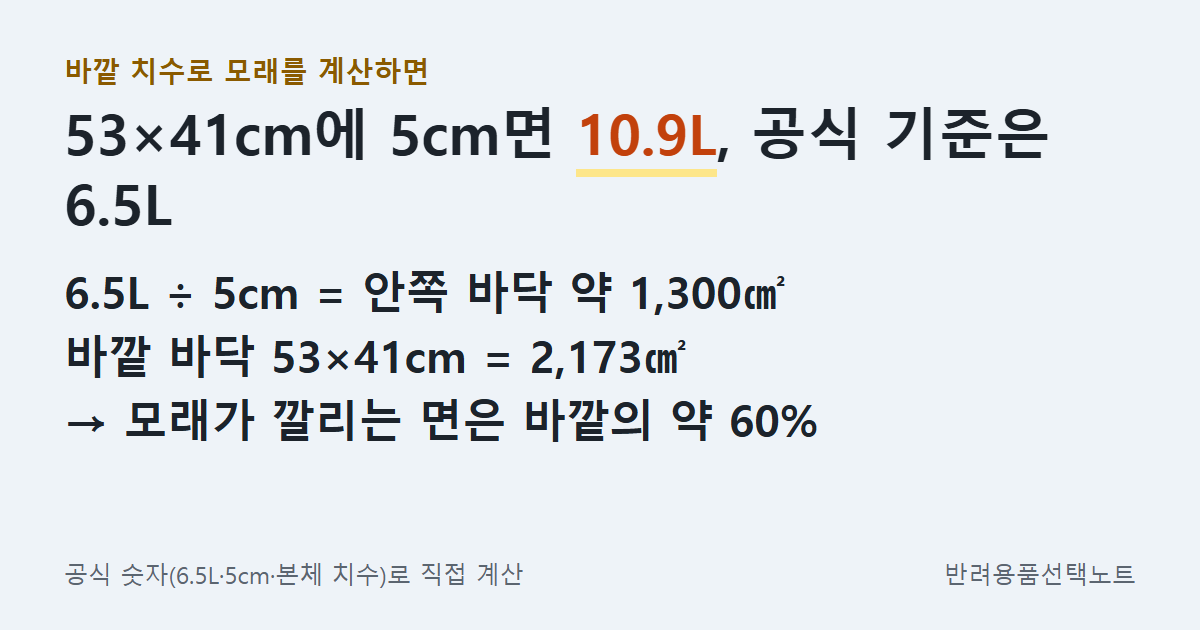 바깥 치수로 모래를 계산하면
53×41cm에 5cm면 10.9L, 공식 기준은
6.5L
6.5L ÷ 5cm = 안쪽 바닥 약 1,300㎠
바깥 바닥 53×41cm = 2,173㎠
→ 모래가 깔리는 면은 바깥의 약 60%
공식 숫자(6.5L·5cm·본체 치수)로 직접 계산
반려용품선택노트